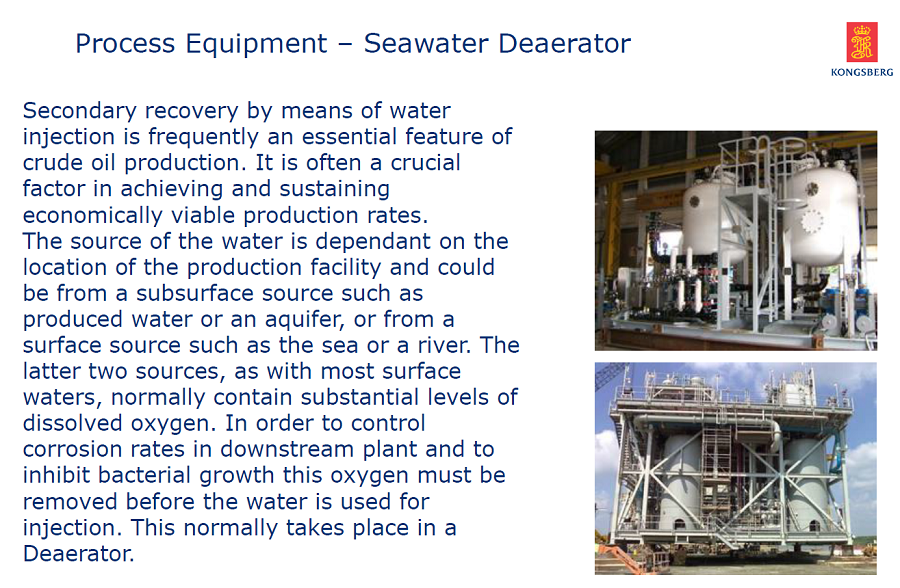 Process Equipment – Seawater Deaerator
KONGSBERG
Secondary recovery by means of water
injection is frequently an essential feature of
crude oil production. It is often a crucial
factor in achieving and sustaining
economically viable production rates.
The source of the water is dependant on the
location of the production facility and could
be from a subsurface source such as
produced water or an aquifer, or from a
surface source such as the sea or a river. The
latter two sources, as with most surface
waters, normally contain substantial levels of
dissolved oxygen. In order to control
corrosion rates in downstream plant and to
inhibit bacterial growth this oxygen must be
removed before the water is used for
injection. This normally takes place in a
Deaerator.